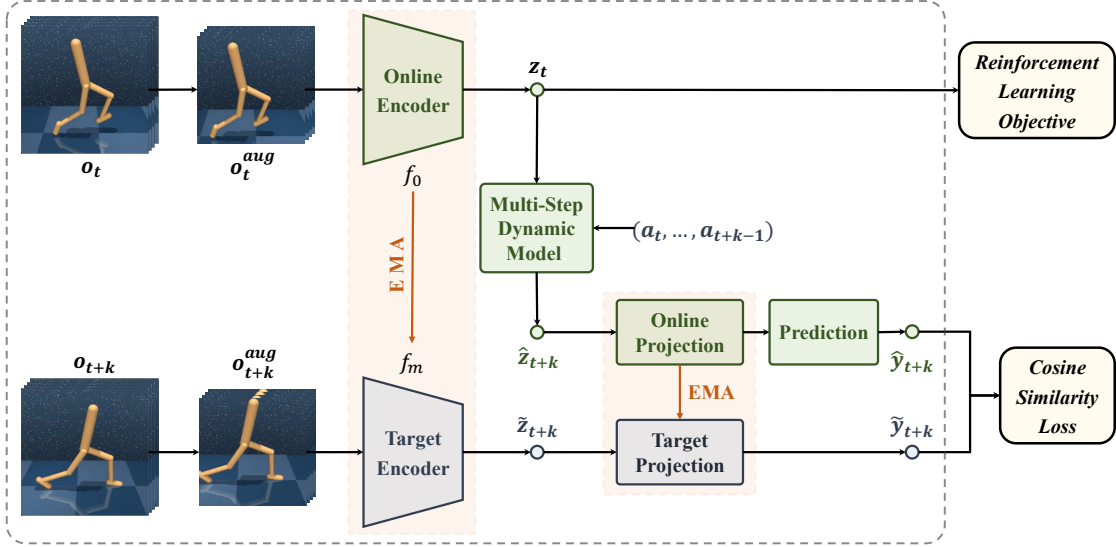 o_t
o_t^{aug}
Online
Encoder
f_0
EMA
f_m
o_{t+k}
o_{t+k}^{aug}
Target
Encoder
z_t
Multi-Step
Dynamic
Model
(a_t, ..., a_{t+k−1})
ẑ_{t+k}
Online
Projection
Prediction
ŷ_{t+k}
EMA
z̃_{t+k}
Target
Projection
ỹ_{t+k}
Reinforcement
Learning
Objective
Cosine
Similarity
Loss